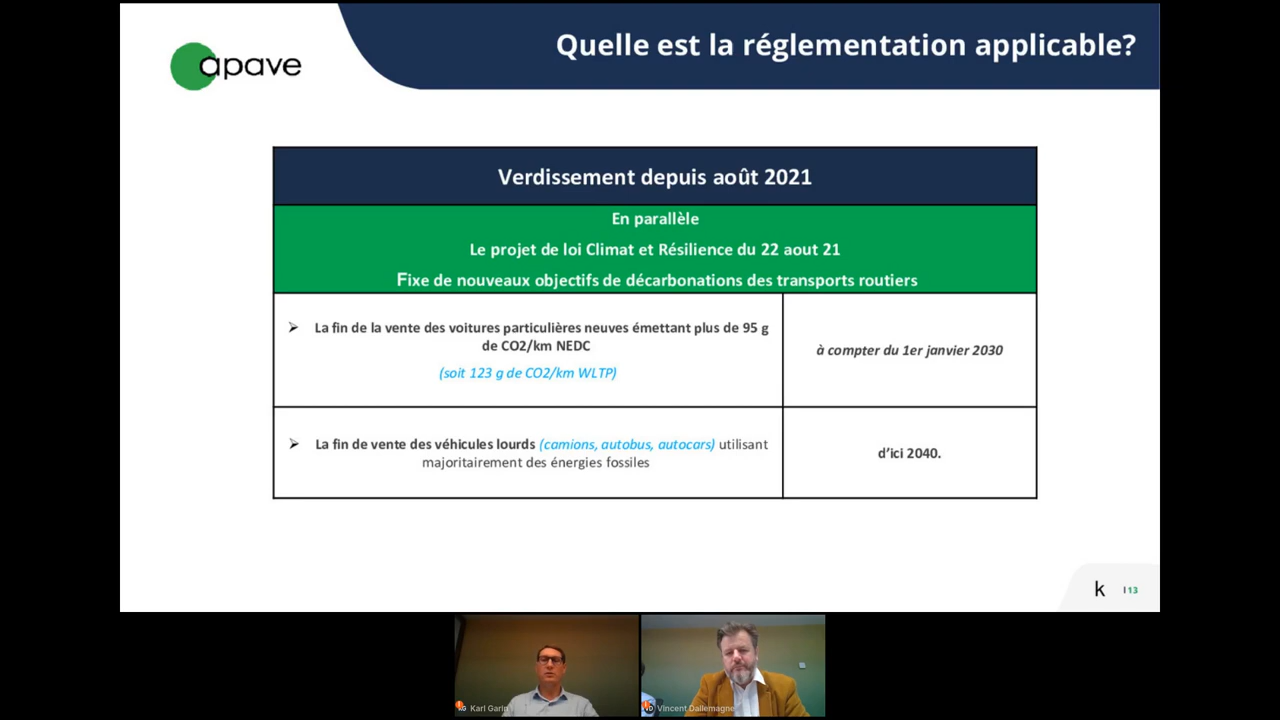 apave
Quelle est la réglementation applicable?
Verdissement depuis août 2021
En parallèle
Le projet de loi Climat et Résilience du 22 aout 21
Fixe de nouveaux objectifs de décarbonations des transports routiers
➢ La fin de la vente des voitures particulières neuves émettant plus de 95 g
de CO2/km NEDC
(soit 123 g de CO2/km WLTP)
à compter du 1er janvier 2030
➢ La fin de vente des véhicules lourds (camions, autobus, autocars) utilisant
majoritairement des énergies fossiles
d'ici 2040.
k
I 13
Karl Garin
Vincent Dallemagne